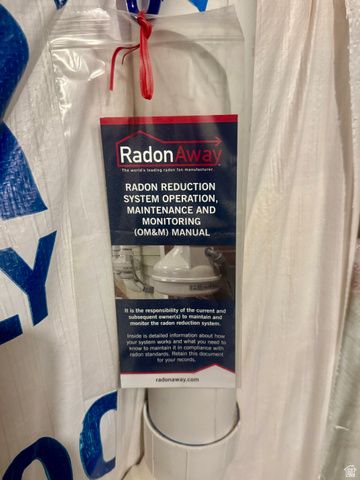 RadonAway
The world's leading radon fan manufacturer
RADON REDUCTION
SYSTEM OPERATION,
MAINTENANCE AND
MONITORING
(OM&M) MANUAL
It is the responsibility of the current and
subsequent owner(s) to maintain and
monitor the radon reduction system.
Inside is detailed information about how
your system works and what you need to
know to maintain it in compliance with
radon standards. Retain this document
for your records.
radonaway.com
LY